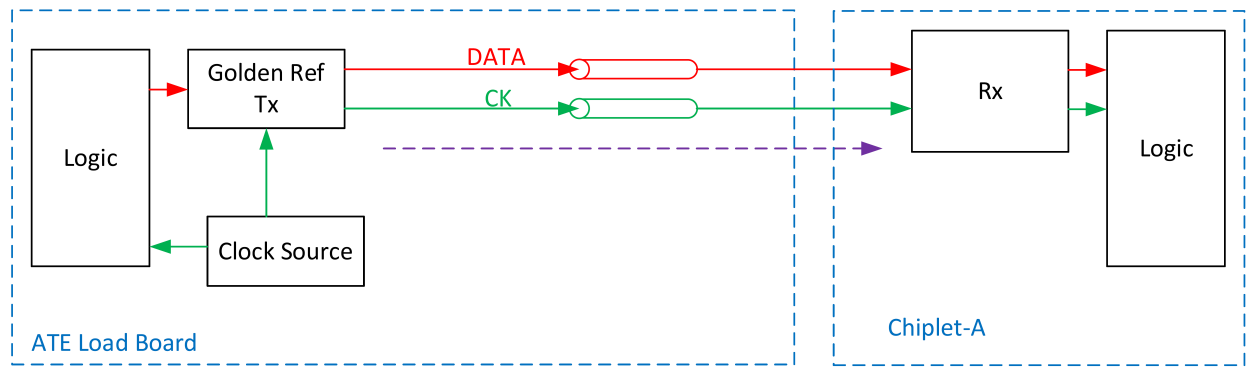 Logic
Golden Ref
Tx
DATA
CK
Clock Source
ATE Load Board
Rx
Logic
Chiplet-A